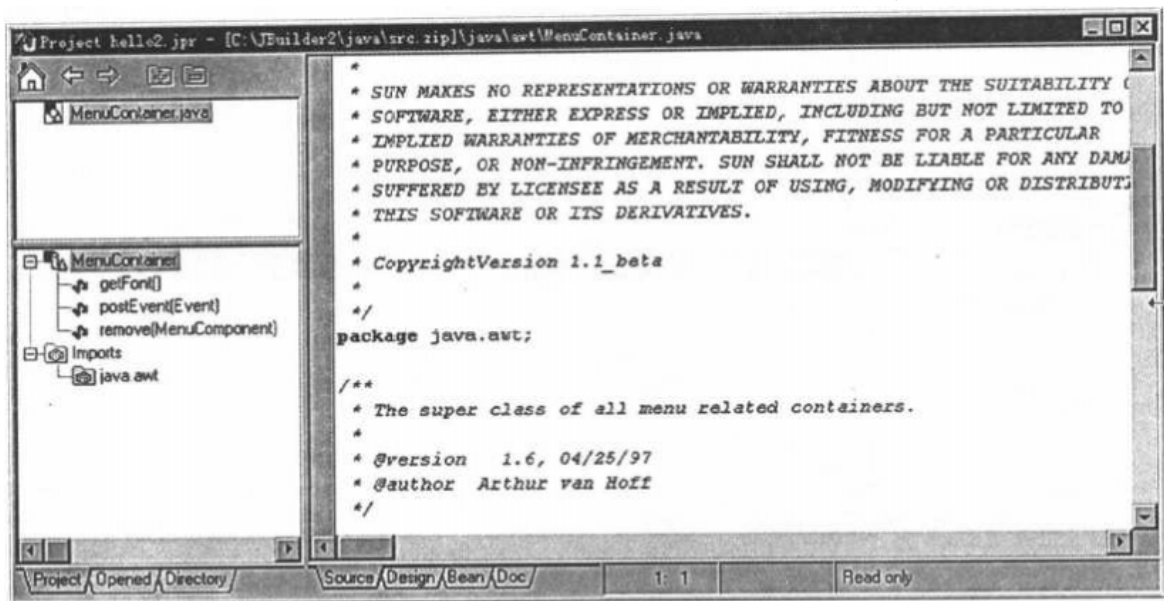 Project hello2.jpr - [C:\JBuilder2\java\src.zip]\java\awt\MenuContainer.java
MenuContainer.java
MenuContainer
getFont()
postEvent(Event)
remove(MenuComponent)
Imports
java.awt
Project
Opened
Directory
*
* SUN MAKES NO REPRESENTATIONS OR WARRANTIES ABOUT THE SUITABILITY
* SOFTWARE, EITHER EXPRESS OR IMPLIED, INCLUDING BUT NOT LIMITED TO
* IMPLIED WARRANTIES OF MERCHANTABILITY, FITNESS FOR A PARTICULAR
* PURPOSE, OR NON-INFRINGEMENT. SUN SHALL NOT BE LIABLE FOR ANY DAMA
* SUFFERED BY LICENSEE AS A RESULT OF USING, MODIFYING OR DISTRIBUTI
* THIS SOFTWARE OR ITS DERIVATIVES.
*
* CopyrightVersion 1.1_beta
*
*/
package java.awt;
/**
* The super class of all menu related containers.
*
* @version 1.6, 04/25/97
* @author Arthur van Hoff
*/
Source
Design
Bean
Doc
1: 1
Read only